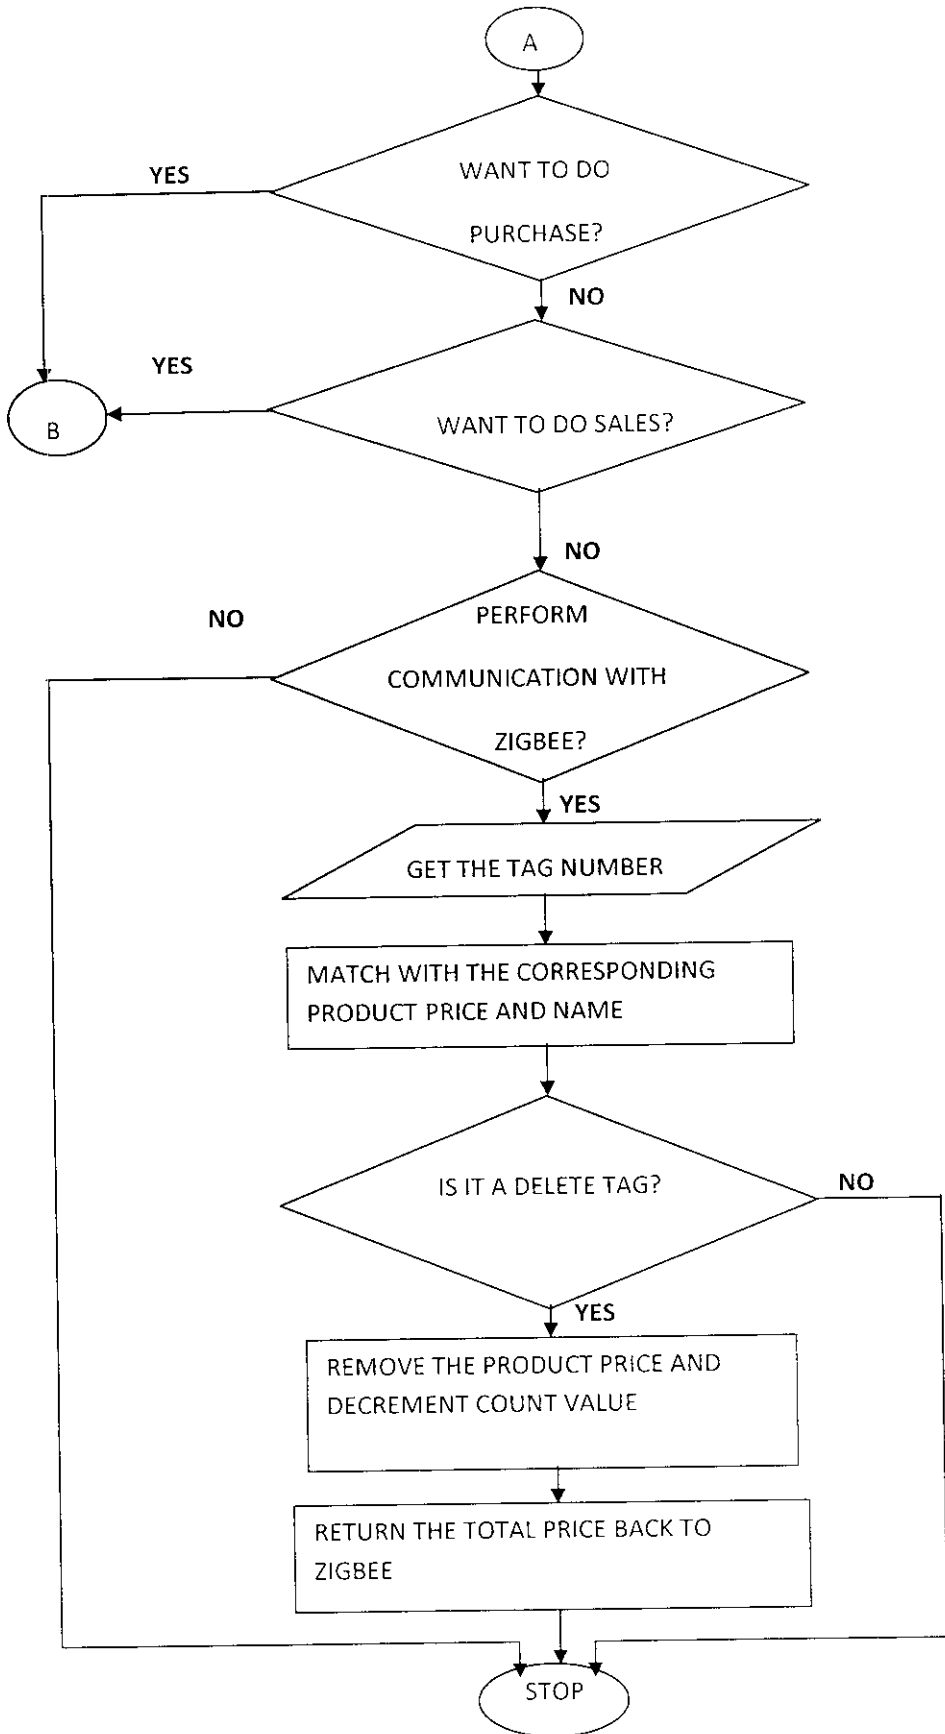 A
WANT TO DO
PURCHASE?
YES
NO
YES
B
WANT TO DO SALES?
NO
NO
PERFORM
COMMUNICATION WITH
ZIGBEE?
YES
GET THE TAG NUMBER
MATCH WITH THE CORRESPONDING
PRODUCT PRICE AND NAME
IS IT A DELETE TAG?
NO
YES
REMOVE THE PRODUCT PRICE AND
DECREMENT COUNT VALUE
RETURN THE TOTAL PRICE BACK TO
ZIGBEE
STOP